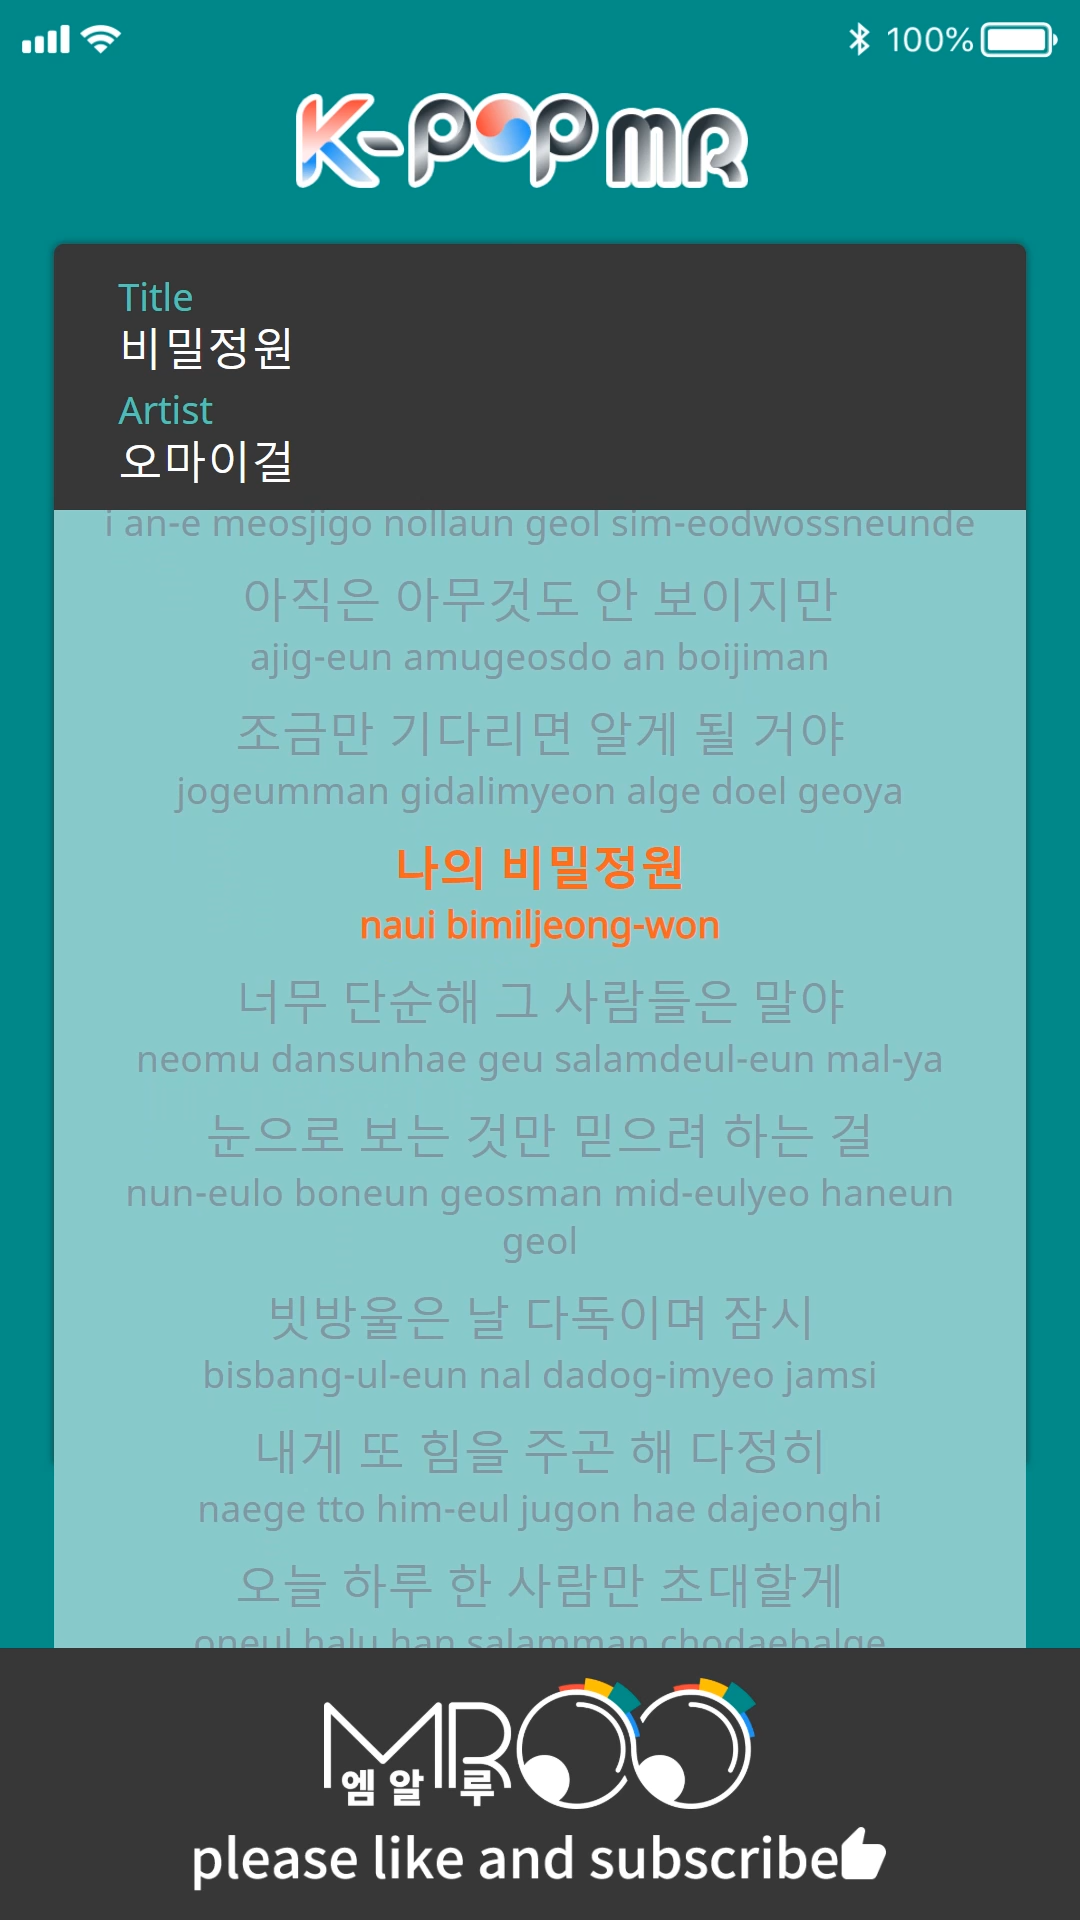 100%
K-POP MR
Title
비밀정원
Artist
오마이걸
i an-e meosjigo nollaun geol sim-eodwossneunde
아직은 아무것도 안 보이지만
ajig-eun amugeosdo an boijiman
조금만 기다리면 알게 될 거야
jogeumman gidalimyeon alge doel geoya
나의 비밀정원
naui bimiljeong-won
너무 단순해 그 사람들은 말야
neomu dansunhae geu salamdeul-eun mal-ya
눈으로 보는 것만 믿으려 하는 걸
nun-eulo boneun geosman mid-eulyeo haneun
geol
빗방울은 날 다독이며 잠시
bisbang-ul-eun nal dadog-imyeo jamsi
내게 또 힘을 주곤 해 다정히
naege tto him-eul jugon hae dajeonghi
오늘 하루 한 사람만 초대할게
oneul halu han salamman chodaehalge
MROO
엠알루
please like and subscribe